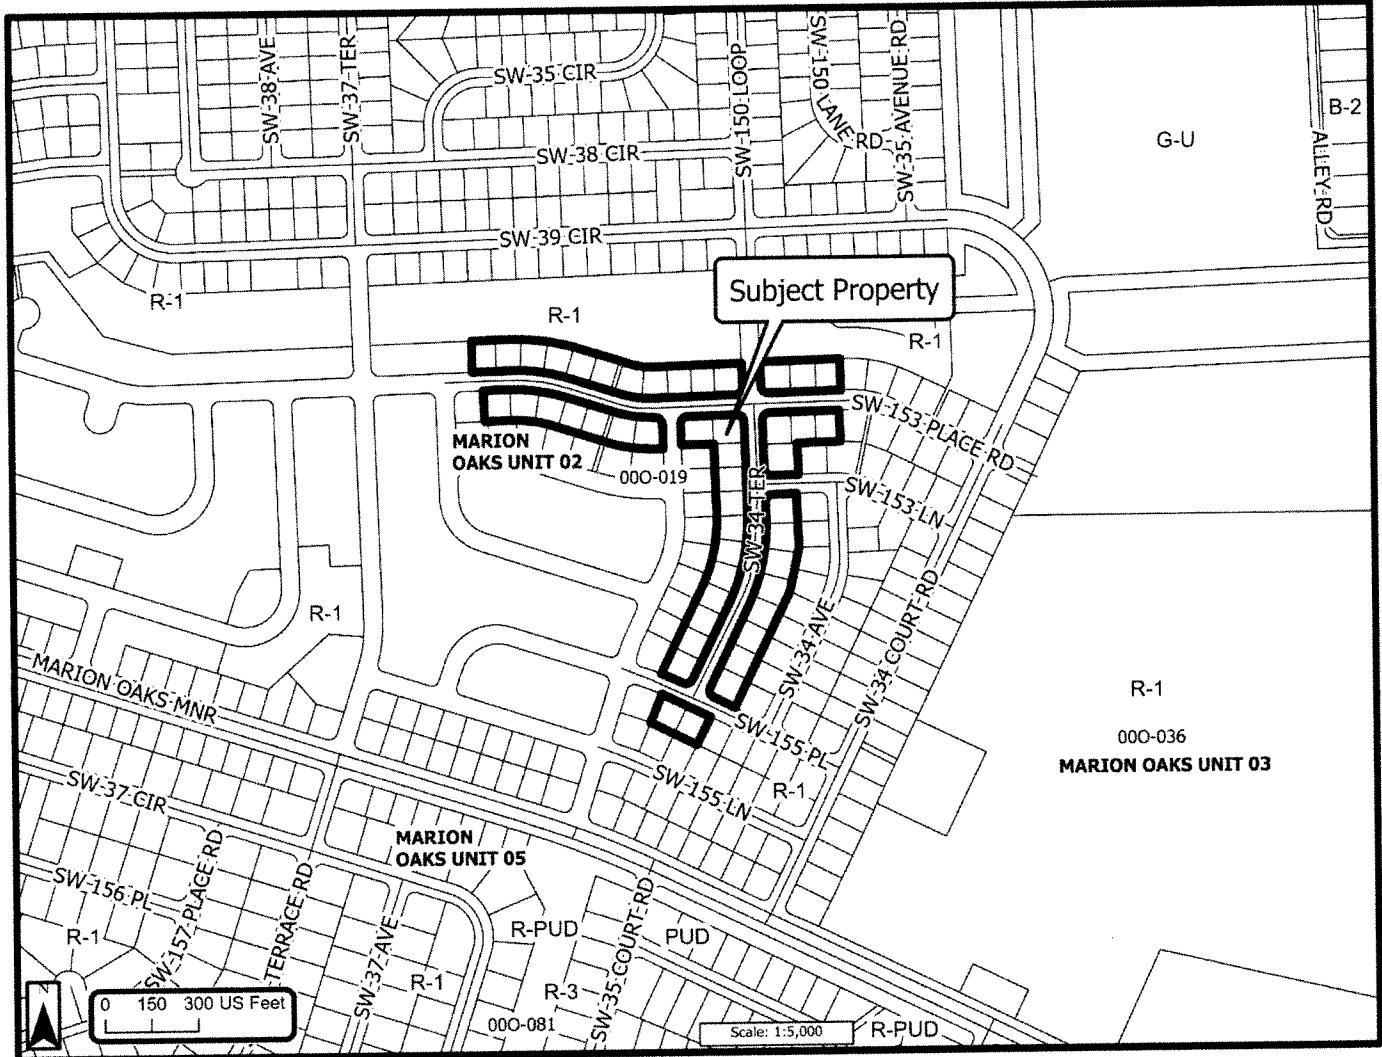 SW 38 AVE
SW 37 TER
SW 35 CIR
SW 150 LOOP
SW 150 LANE RD
SW 35 AVENUE RD
B-2
G-U
ALLEY RD
SW 38 CIR
SW 39 CIR
R-1
R-1
Subject Property
R-1
SW 153 PLACE RD
MARION
OAKS UNIT 02
00O-019
SW 34 TER
SW 153 LN
R-1
SW 34 AVE
SW 34 COURT RD
MARION OAKS MNR
R-1
00O-036
MARION OAKS UNIT 03
SW 155 PL
SW 155 LN
R-1
SW 37 CIR
MARION
OAKS UNIT 05
SW 156 PL
SW 157 PLACE RD
TERRACE RD
SW 37 AVE
SW 35 COURT RD
R-1
R-PUD
PUD
R-1
R-3
00O-081
N
0 150 300 US Feet
Scale: 1:5,000
R-PUD